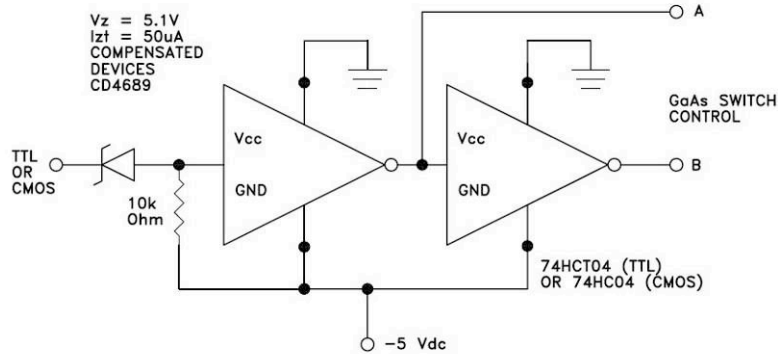 Vz = 5.1V
Izt = 50uA
COMPENSATED
DEVICES
CD4689
A
GaAs SWITCH
CONTROL
Vcc
Vcc
TTL
OR
CMOS
GND
GND
B
10k
Ohm
74HCT04 (TTL)
OR 74HC04 (CMOS)
-5 Vdc